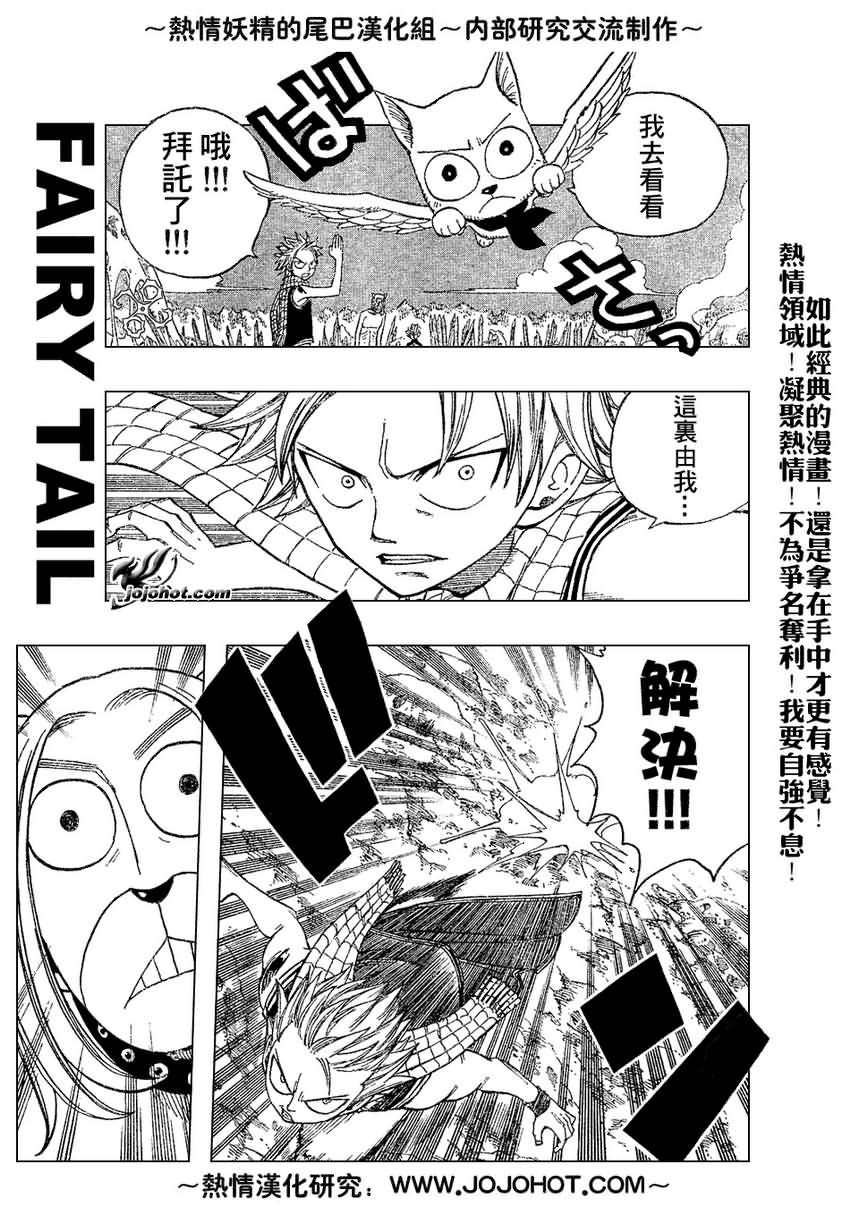 ~熱情妖精的尾巴漢化組~内部研究交流制作~
我去看看
ばさっ
哦!!!
拜託了!!!
FAIRY TAIL
這裏由我…
jojohot.com
解決!!!
如此經典的漫畫！還是拿在手中才更有感覺！
熱情領域！凝聚熱情！不為爭名奪利！我要自強不息！
~熱情漢化研究：WWW.JOJOHOT.COM~